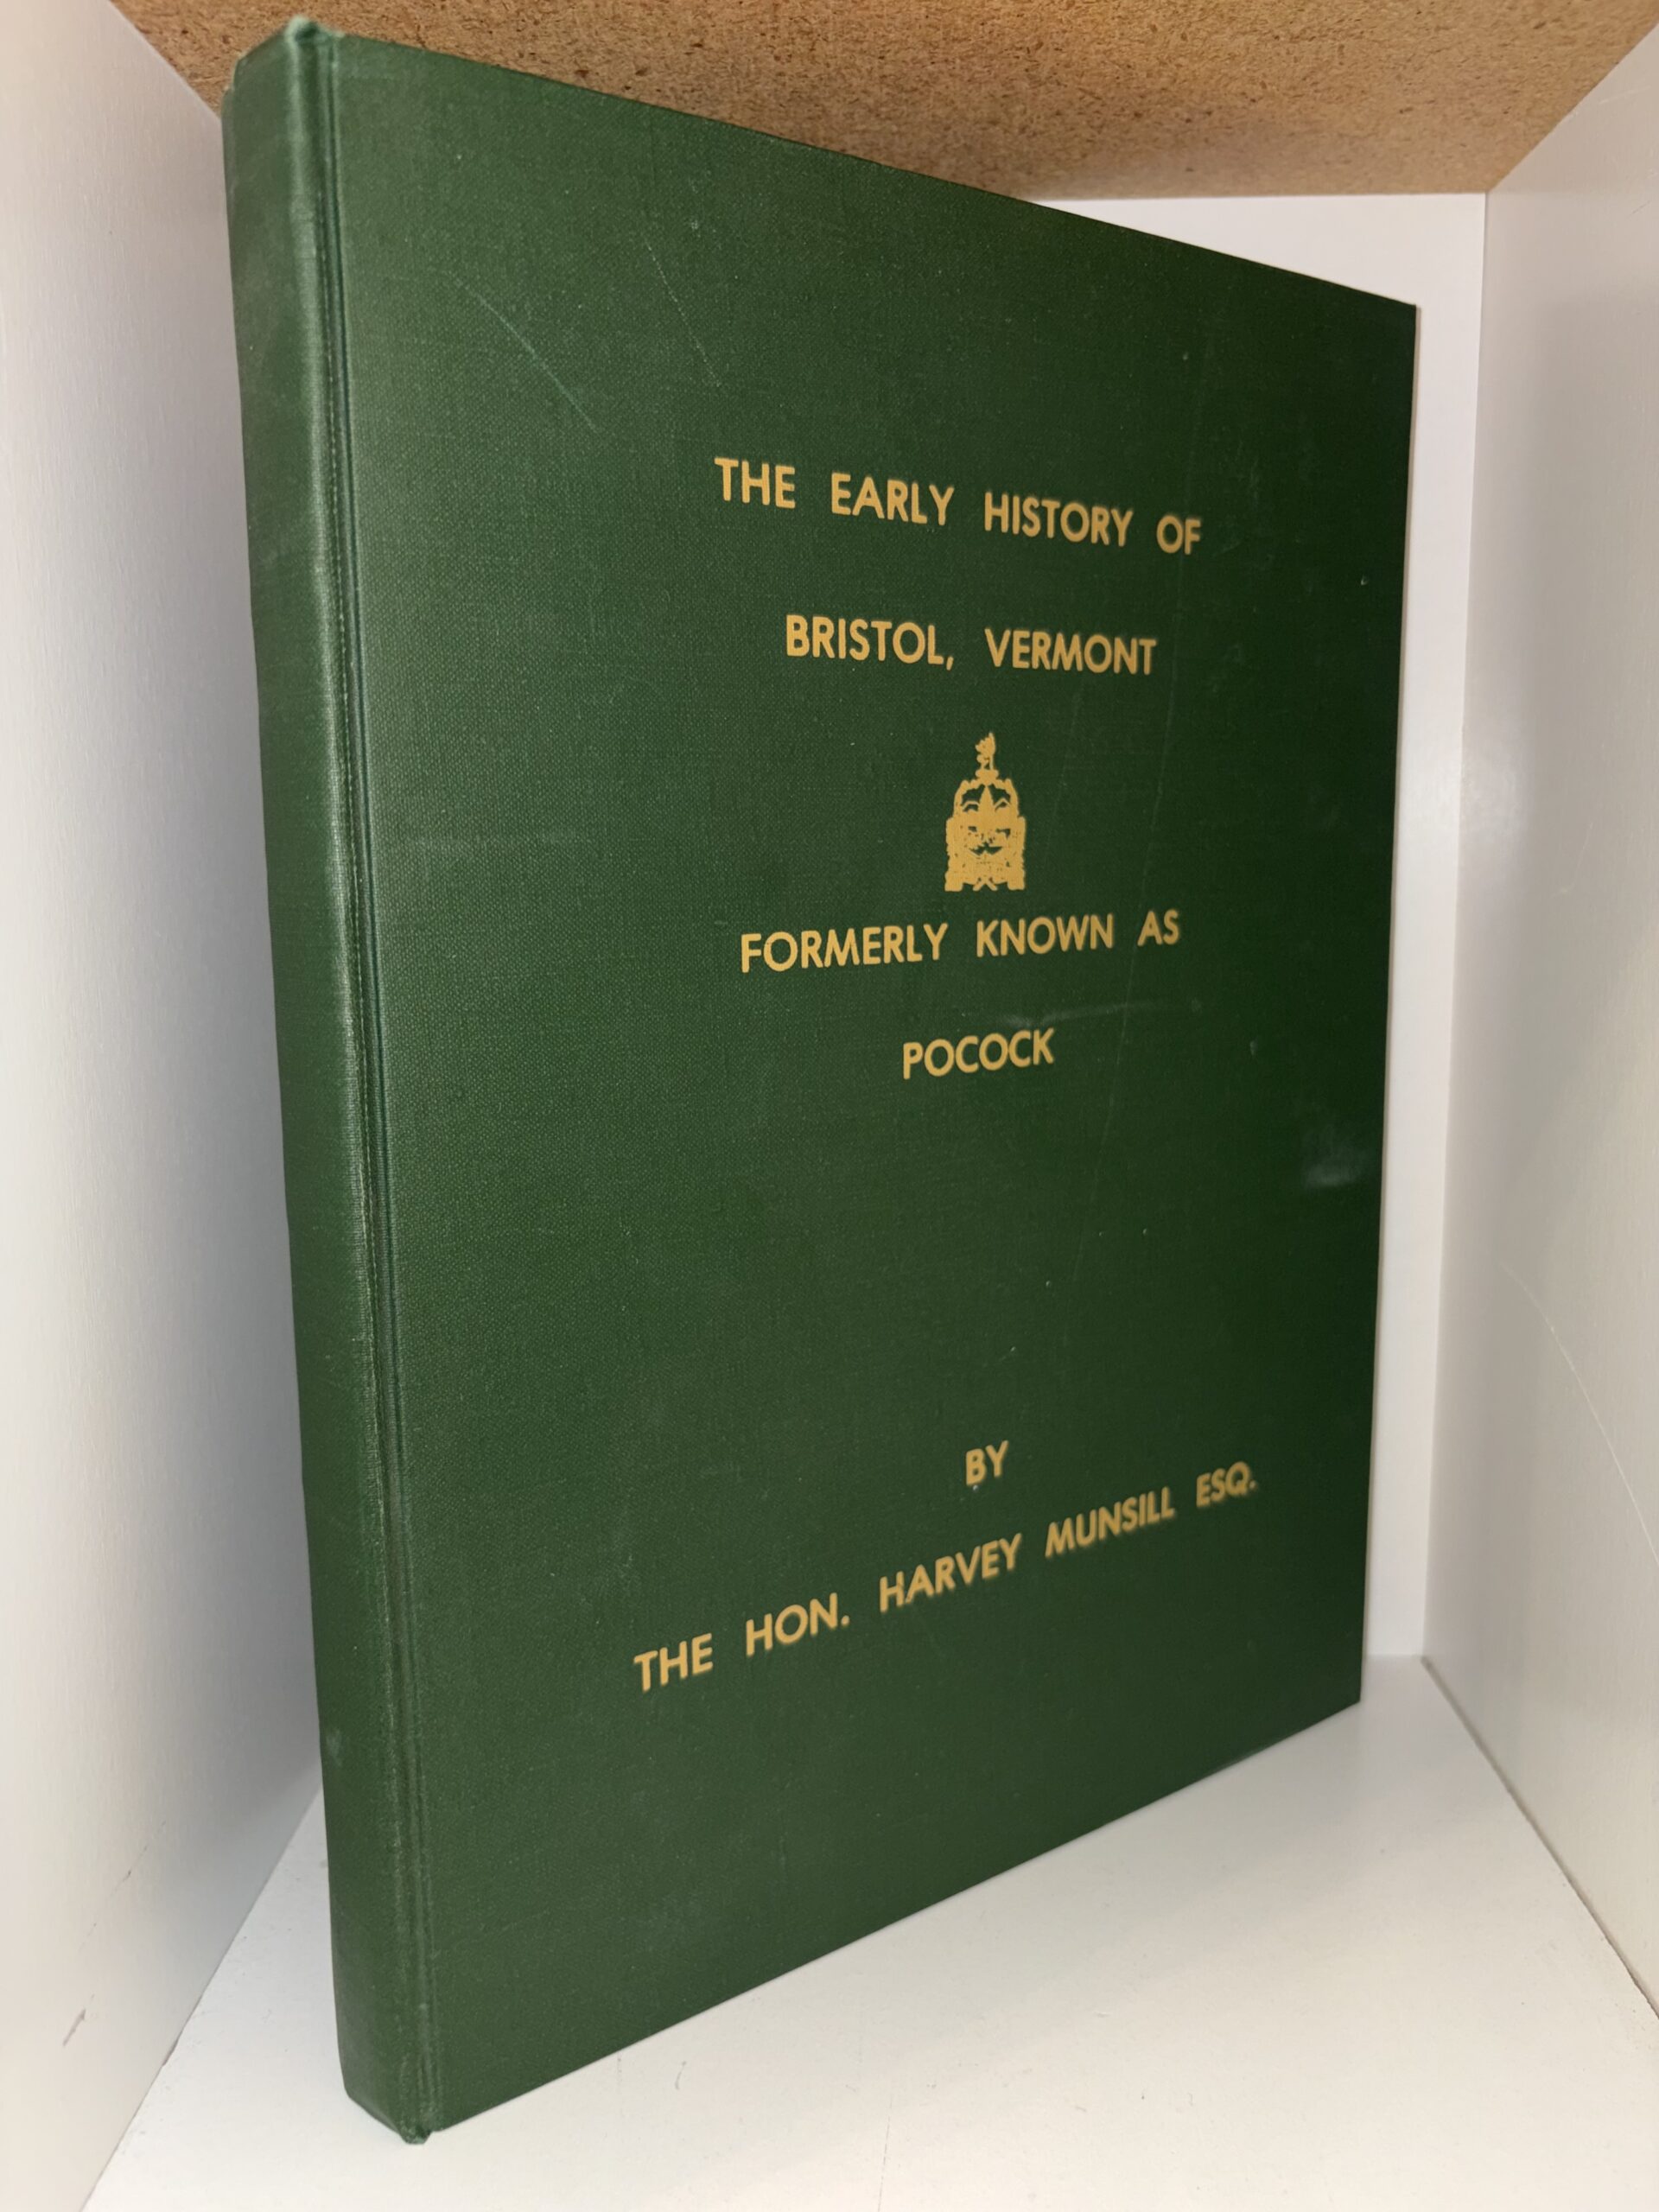 THE EARLY HISTORY OF
BRISTOL, VERMONT
FORMERLY KNOWN AS
POCOCK
BY
THE HON. HARVEY MUNSILL ESQ.